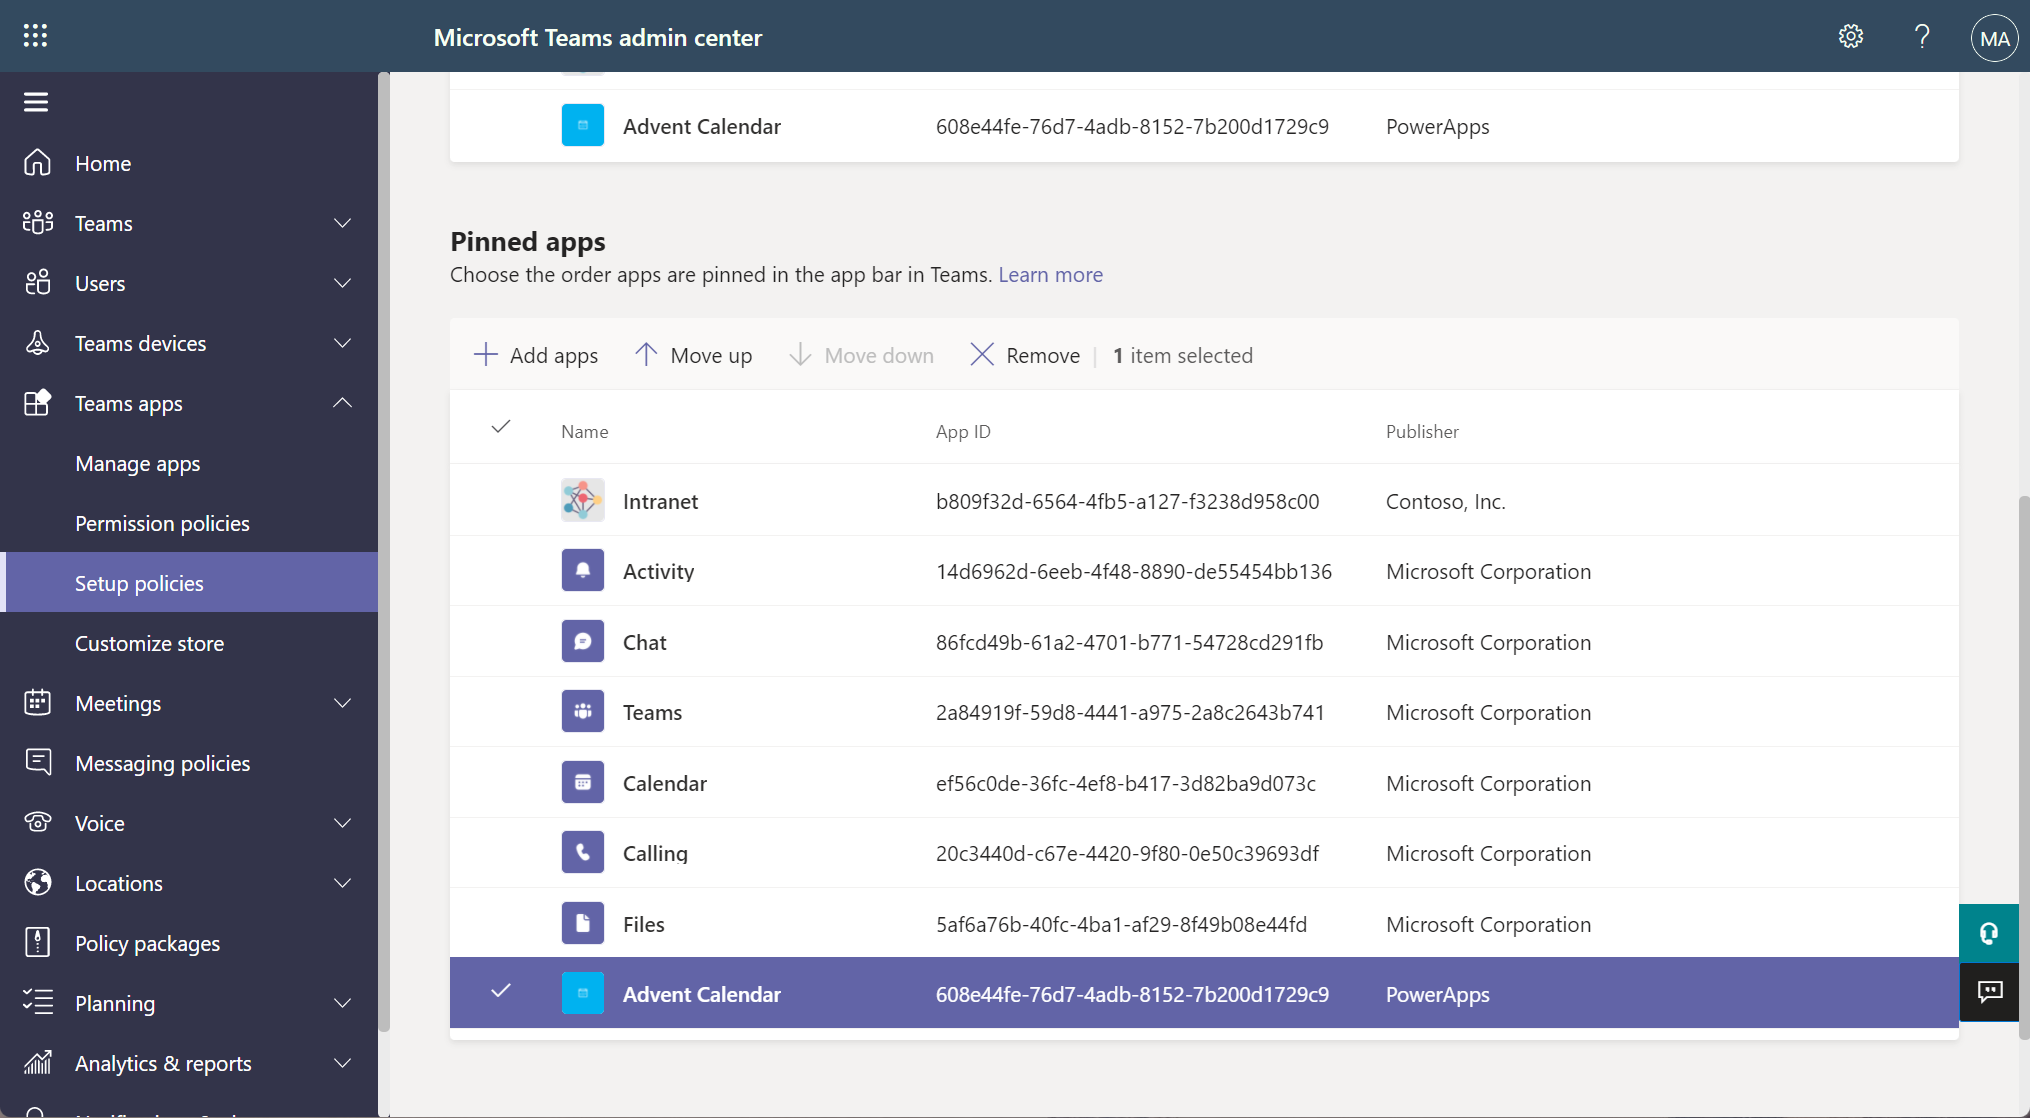 Microsoft Teams admin center
?
MA
Home
Teams
Users
Teams devices
Teams apps
Manage apps
Permission policies
Setup policies
Customize store
Meetings
Messaging policies
Voice
Locations
Policy packages
Planning
Analytics & reports
Advent Calendar 608e44fe-76d7-4adb-8152-7b200d1729c9 PowerApps
Pinned apps
Choose the order apps are pinned in the app bar in Teams. Learn more
Add apps Move up Move down Remove | 1 item selected
Name App ID Publisher
Intranet b809f32d-6564-4fb5-a127-f3238d958c00 Contoso, Inc.
Activity 14d6962d-6eeb-4f48-8890-de55454bb136 Microsoft Corporation
Chat 86fcd49b-61a2-4701-b771-54728cd291fb Microsoft Corporation
Teams 2a84919f-59d8-4441-a975-2a8c2643b741 Microsoft Corporation
Calendar ef56c0de-36fc-4ef8-b417-3d82ba9d073c Microsoft Corporation
Calling 20c3440d-c67e-4420-9f80-0e50c39693df Microsoft Corporation
Files 5af6a76b-40fc-4ba1-af29-8f49b08e44fd Microsoft Corporation
Advent Calendar 608e44fe-76d7-4adb-8152-7b200d1729c9 PowerApps